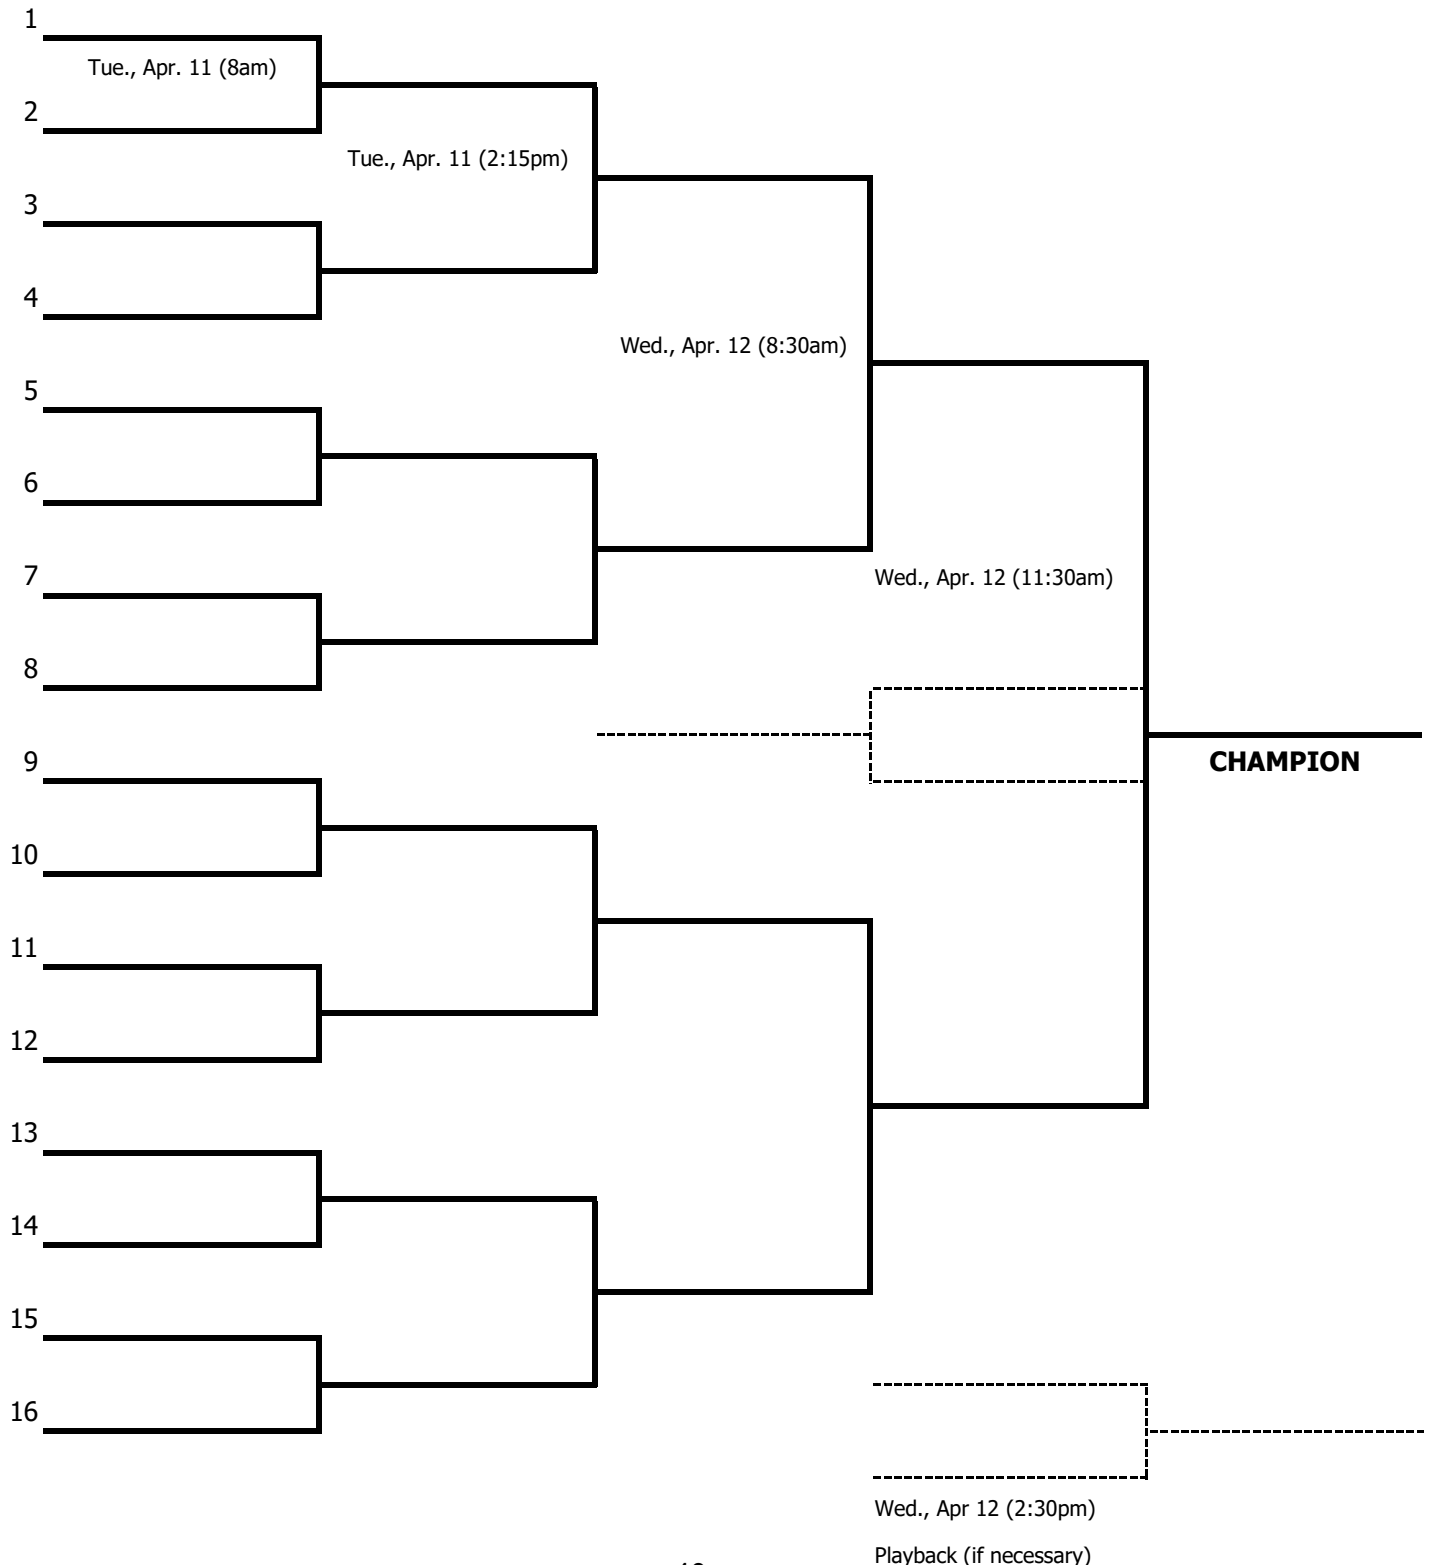 1
Tue., Apr. 11 (8am)
2
Tue., Apr. 11 (2:15pm)
3
4
Wed., Apr. 12 (8:30am)
5
6
7
Wed., Apr. 12 (11:30am)
8
9
CHAMPION
10
11
12
13
14
15
16
Wed., Apr 12 (2:30pm)
Playback (if necessary)